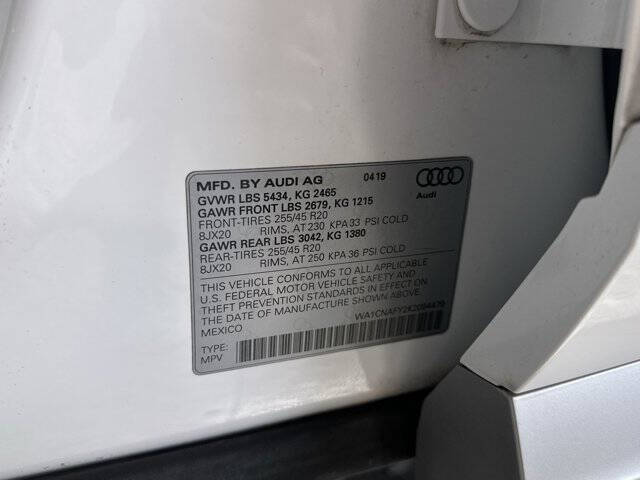 MFD. BY AUDI AG 04 19
Audi
GVWR LBS 5434, KG 2465
GAWR FRONT LBS 2679, KG 1215
FRONT-TIRES 255/45 R20
8JX20 RIMS, AT 230 KPA 33 PSI COLD
GAWR REAR LBS 3042, KG 1380
REAR-TIRES 255/45 R20
8JX20 RIMS, AT 250 KPA 36 PSI COLD
THIS VEHICLE CONFORMS TO ALL APPLICABLE
U.S. FEDERAL MOTOR VEHICLE SAFETY AND
THEFT PREVENTION STANDARDS IN EFFECT ON
THE DATE OF MANUFACTURE SHOWN ABOVE.
MEXICO WA1CNAFY2K2094479
TYPE:
MPV